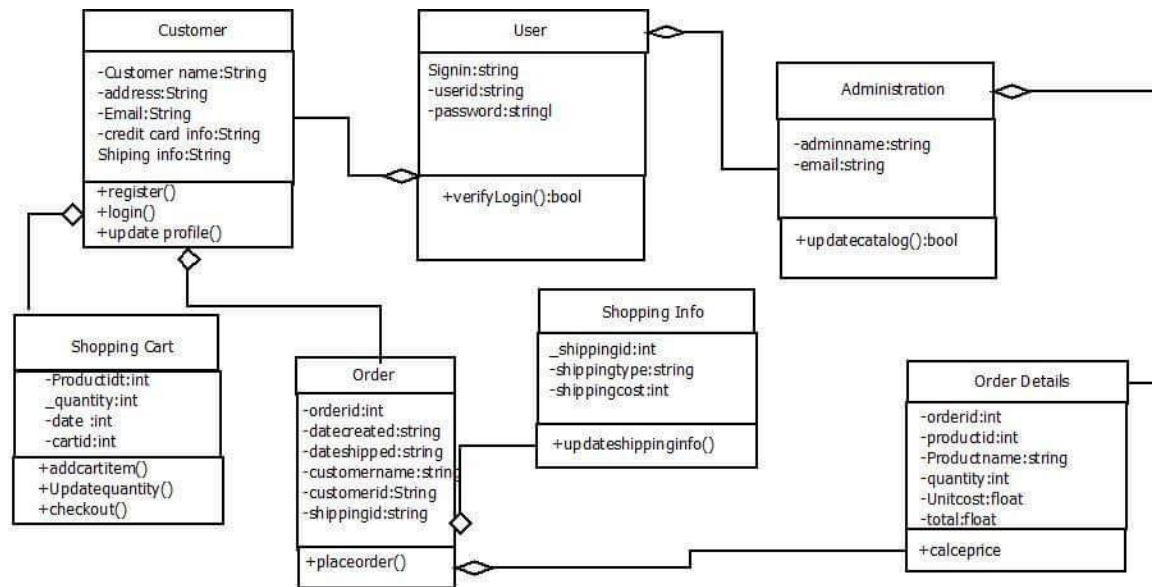 Customer
-Customer name:String
-address:String
-Email:String
-credit card info:String
Shiping info:String
+register()
+login()
+update profile()
User
Signin:string
-userid:string
-password:stringl
+verifyLogin():bool
Administration
-adminname:string
-email:string
+updatecatalog():bool
Shopping Cart
-Productidt:int
_quantity:int
-date :int
-cartid:int
+addcartitem()
+Updatequantity()
+checkout()
Order
-orderid:int
-datecreated:string
-dateshipped:string
-customername:string
-customerid:String
-shippingid:string
+placeorder()
Shopping Info
_shippingid:int
-shippingtype:string
-shippingcost:int
+updateshippinginfo()
Order Details
-orderid:int
-productid:int
-Productname:string
-quantity:int
-Unitcost:float
-total:float
+calceprice